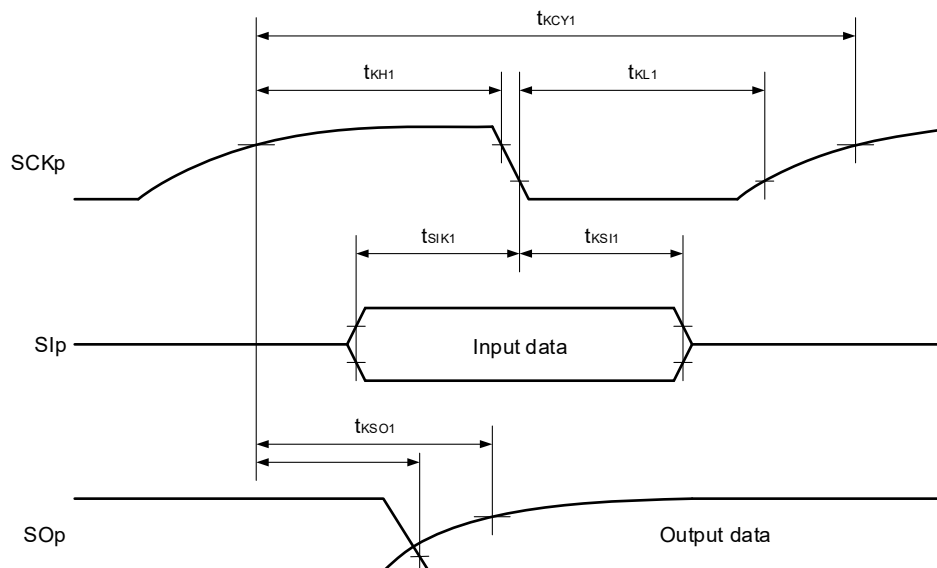 tKCY1
tKH1
tKL1
SCKp
tSIK1
tKSI1
SIp
Input data
tKSO1
SOp
Output data